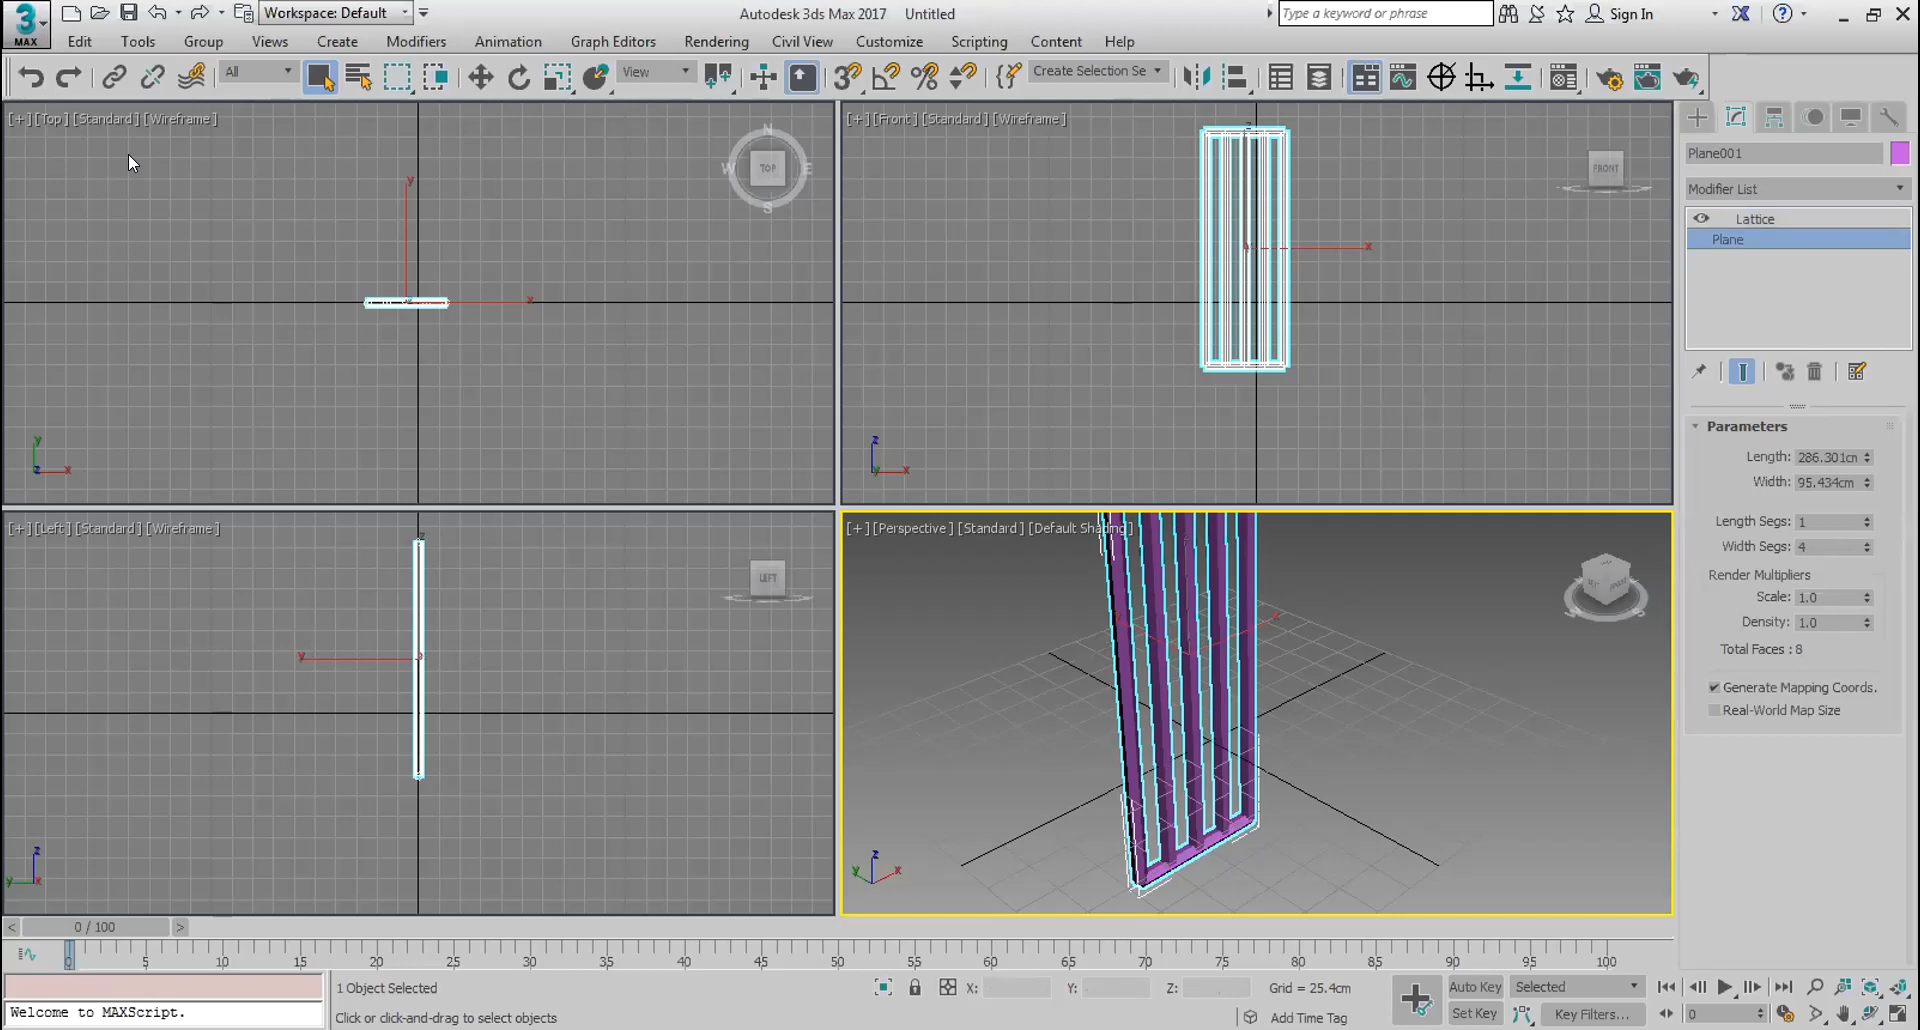 3
MAX
Workspace: Default
Autodesk 3ds Max 2017 Untitled
Type a keyword or phrase
Sign In
Edit Tools Group Views Create Modifiers Animation Graph Editors Rendering Civil View Customize Scripting Content Help
All
View
3
Create Selection Se
[+] [Top] [Standard] [Wireframe]
y
x
N
W TOP E
S
y
z x
[+] [Front] [Standard] [Wireframe]
z
x
FRONT
z
y x
Plane001
Modifier List
Lattice
Plane
Parameters
Length: 286.301cm
Width: 95.434cm
Length Segs: 1
Width Segs: 4
Render Multipliers
Scale: 1.0
Density: 1.0
Total Faces : 8
Generate Mapping Coords.
Real-World Map Size
[+] [Left] [Standard] [Wireframe]
z
y
LEFT
z
y x
[+] [Perspective] [Standard] [Default Shading]
x
z
y x
< 0 / 100 >
0 5 10 15 20 25 30 35 40 45 50 55 60 65 70 75 80 85 90 95 100
1 Object Selected
X: Y: Z: Grid = 25.4cm
Auto Key Selected
Welcome to MAXScript.
Click or click-and-drag to select objects
Add Time Tag
Set Key Key Filters...
0